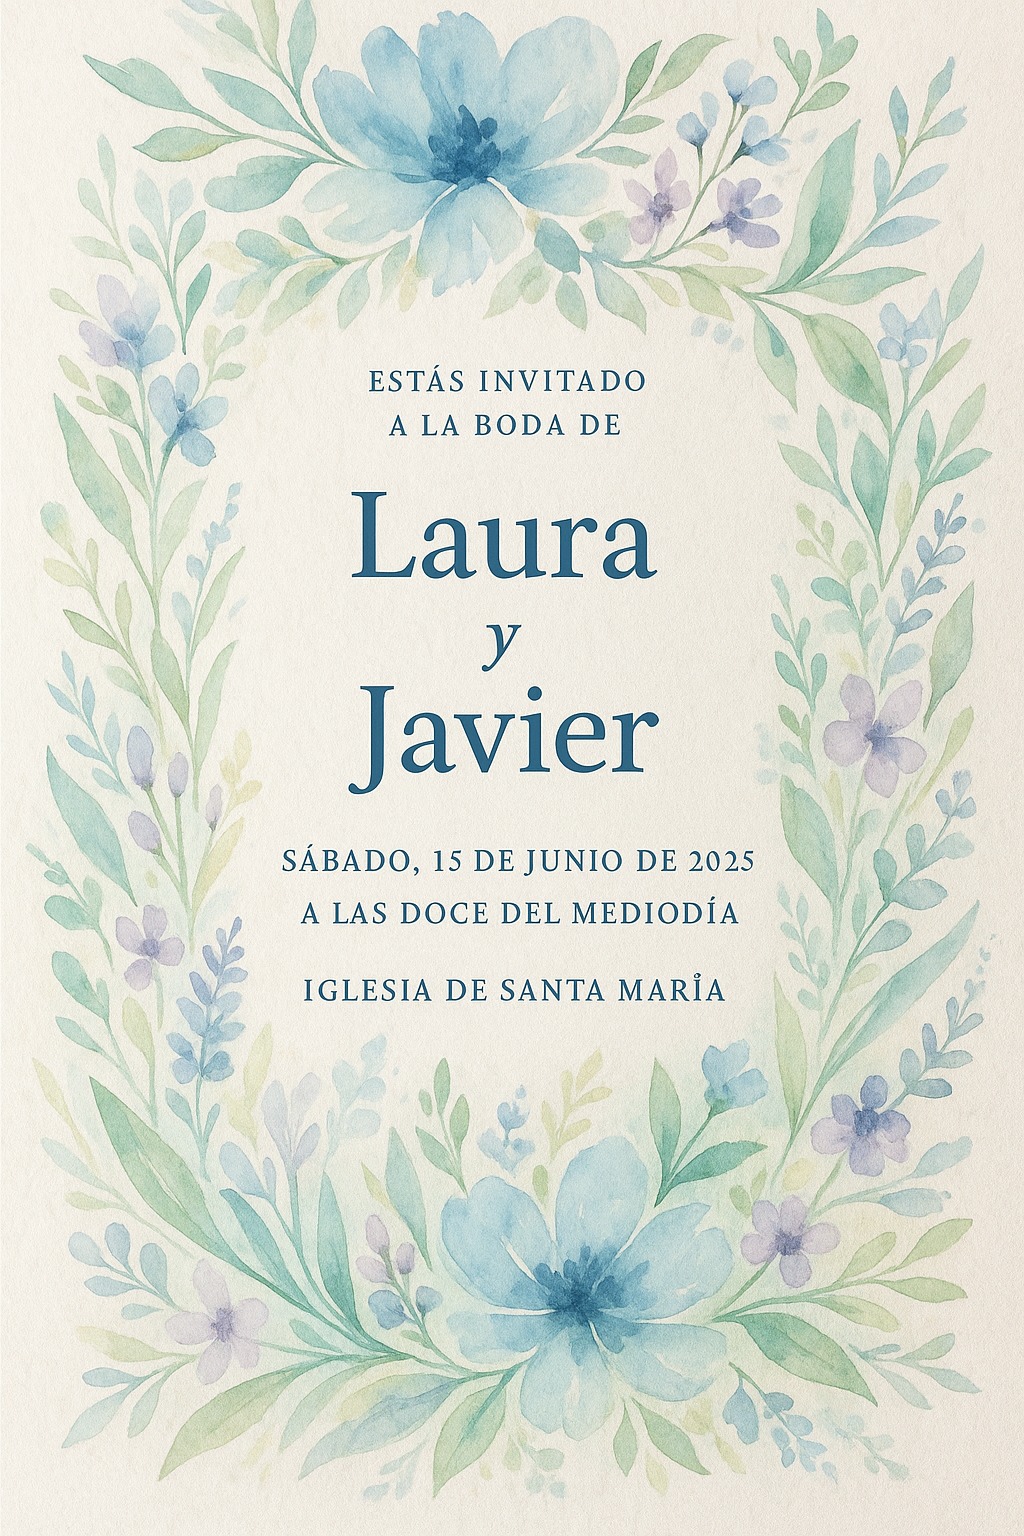 ESTÁS INVITADO
A LA BODA DE
Laura
y
Javier
SÁBADO, 15 DE JUNIO DE 2025
A LAS DOCE DEL MEDIODÍA
IGLESIA DE SANTA MARỈA